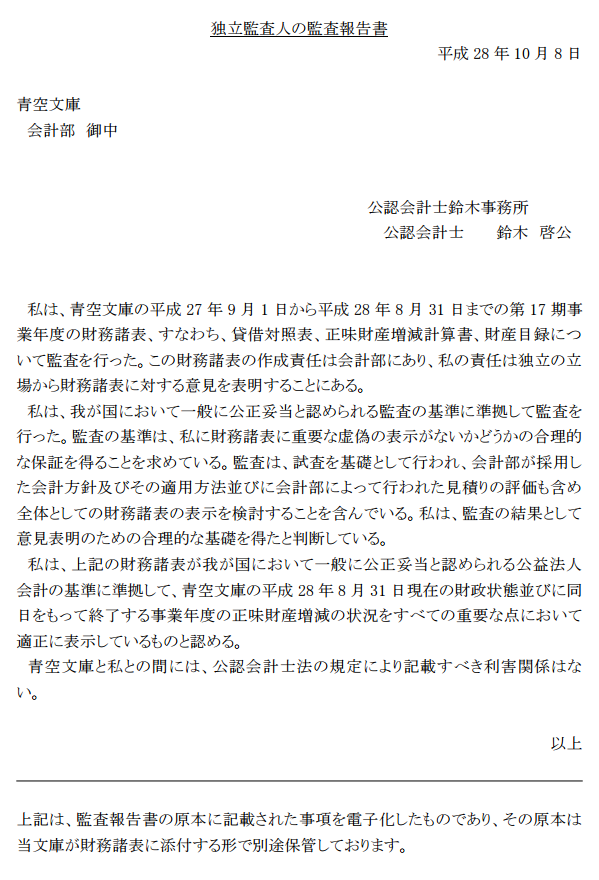 独立監査人の監査報告書
平成 28 年 10 月 8 日
青空文庫
会計部 御中
公認会計士鈴木事務所
公認会計士 鈴木 啓公
私は、青空文庫の平成 27 年 9 月 1 日から平成 28 年 8 月 31 日までの第 17 期事
業年度の財務諸表、すなわち、貸借対照表、正味財産増減計算書、財産目録につ
いて監査を行った。この財務諸表の作成責任は会計部にあり、私の責任は独立の立
場から財務諸表に対する意見を表明することにある。
私は、我が国において一般に公正妥当と認められる監査の基準に準拠して監査を
行った。監査の基準は、私に財務諸表に重要な虚偽の表示がないかどうかの合理的
な保証を得ることを求めている。監査は、試査を基礎として行われ、会計部が採用し
た会計方針及びその適用方法並びに会計部によって行われた見積りの評価も含め
全体としての財務諸表の表示を検討することを含んでいる。私は、監査の結果として
意見表明のための合理的な基礎を得たと判断している。
私は、上記の財務諸表が我が国において一般に公正妥当と認められる公益法人
会計の基準に準拠して、青空文庫の平成 28 年 8 月 31 日現在の財政状態並びに同
日をもって終了する事業年度の正味財産増減の状況をすべての重要な点において
適正に表示しているものと認める。
青空文庫と私との間には、公認会計士法の規定により記載すべき利害関係はな
い。
以上
上記は、監査報告書の原本に記載された事項を電子化したものであり、その原本は
当文庫が財務諸表に添付する形で別途保管しております。